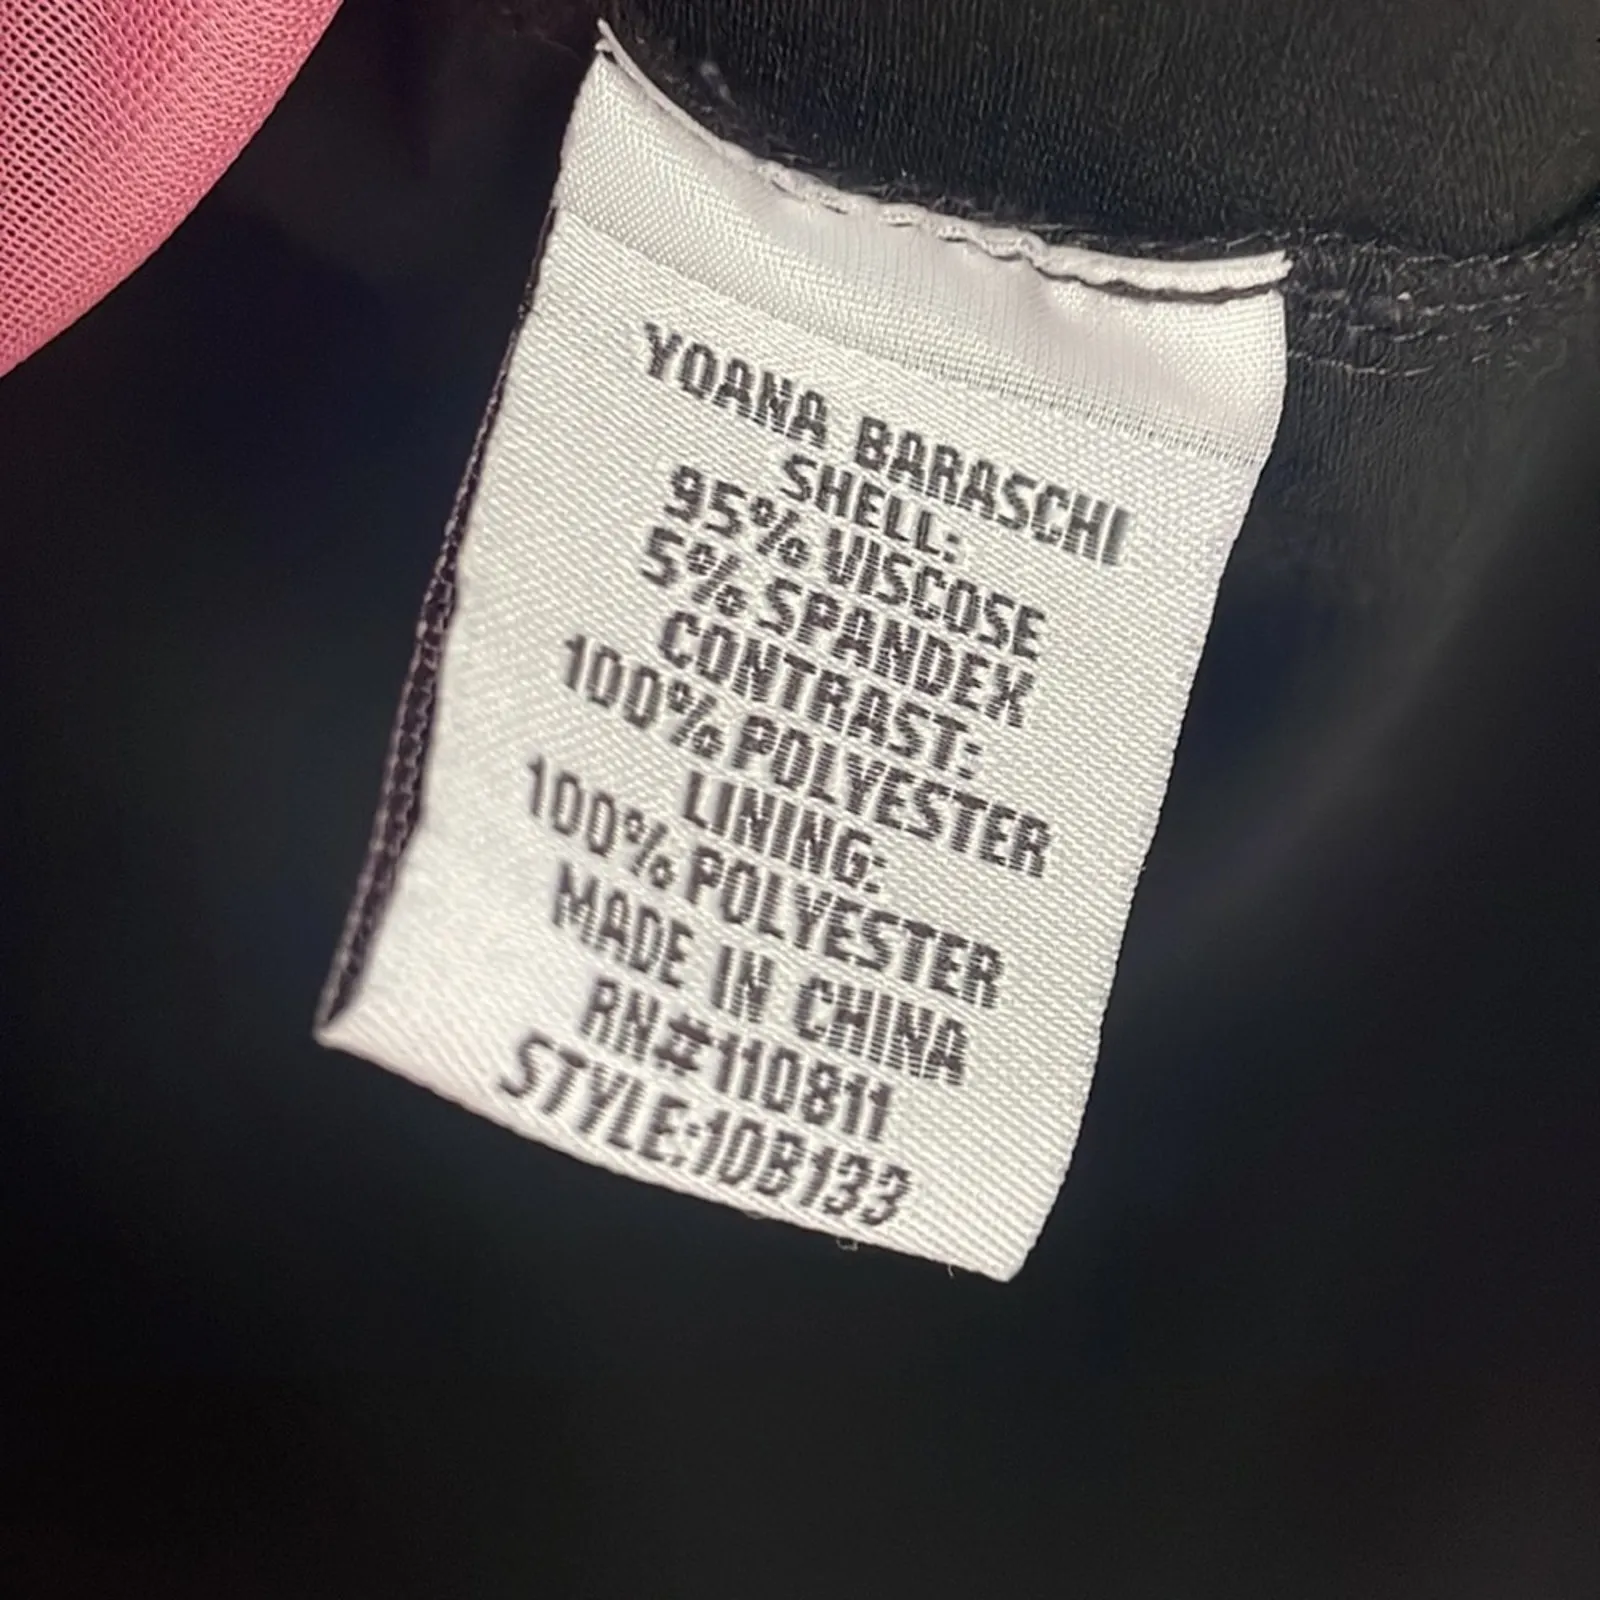 YOANA BARASCHI
SHELL:
95% VISCOSE
5% SPANDEX
CONTRAST:
100% POLYESTER
LINING:
100% POLYESTER
MADE IN CHINA
RN#110811
STYLE:10B133